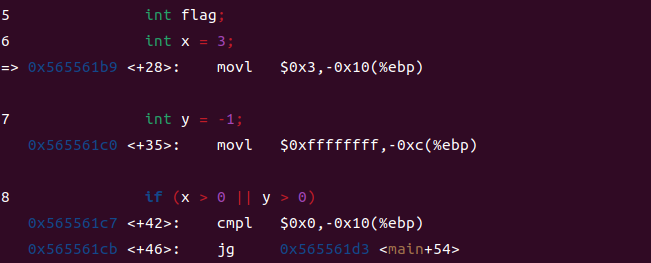 5 int flag;
6 int x = 3;
=> 0x565561b9 <+28>: movl $0x3,-0x10(%ebp)
7 int y = -1;
0x565561c0 <+35>: movl $0xffffffff,-0xc(%ebp)
8 if (x > 0 || y > 0)
0x565561c7 <+42>: cmpl $0x0,-0x10(%ebp)
0x565561cb <+46>: jg 0x565561d3 <main+54>